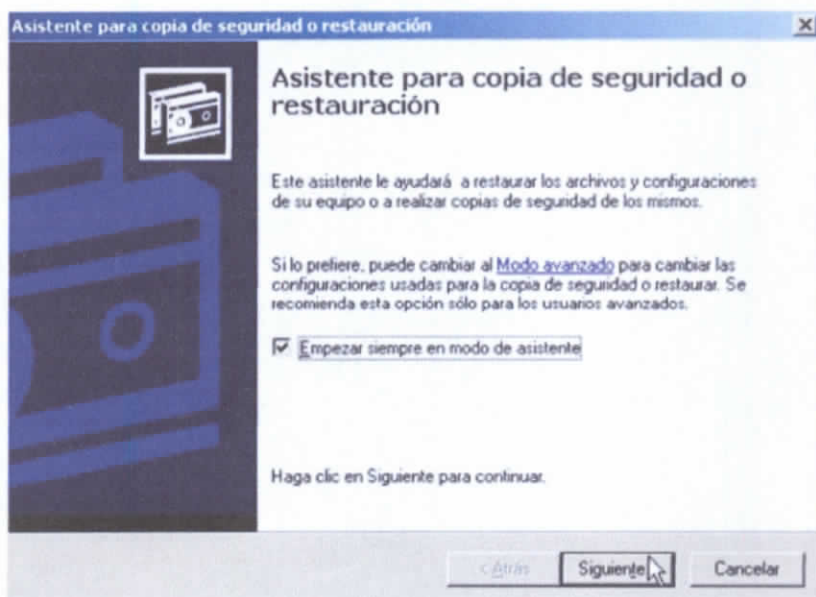 Asistente para copia de seguridad o restauración
Asistente para copia de seguridad o
restauración
Este asistente le ayudará a restaurar los archivos y configuraciones
de su equipo o a realizar copias de seguridad de los mismos.
Si lo prefiere, puede cambiar al Modo avanzado para cambiar las
configuraciones usadas para la copia de seguridad o restaurar. Se
recomienda esta opción sólo para los usuarios avanzados.
Empezar siempre en modo de asistente
Haga clic en Siguiente para continuar.
< Atrás Siguiente Cancelar